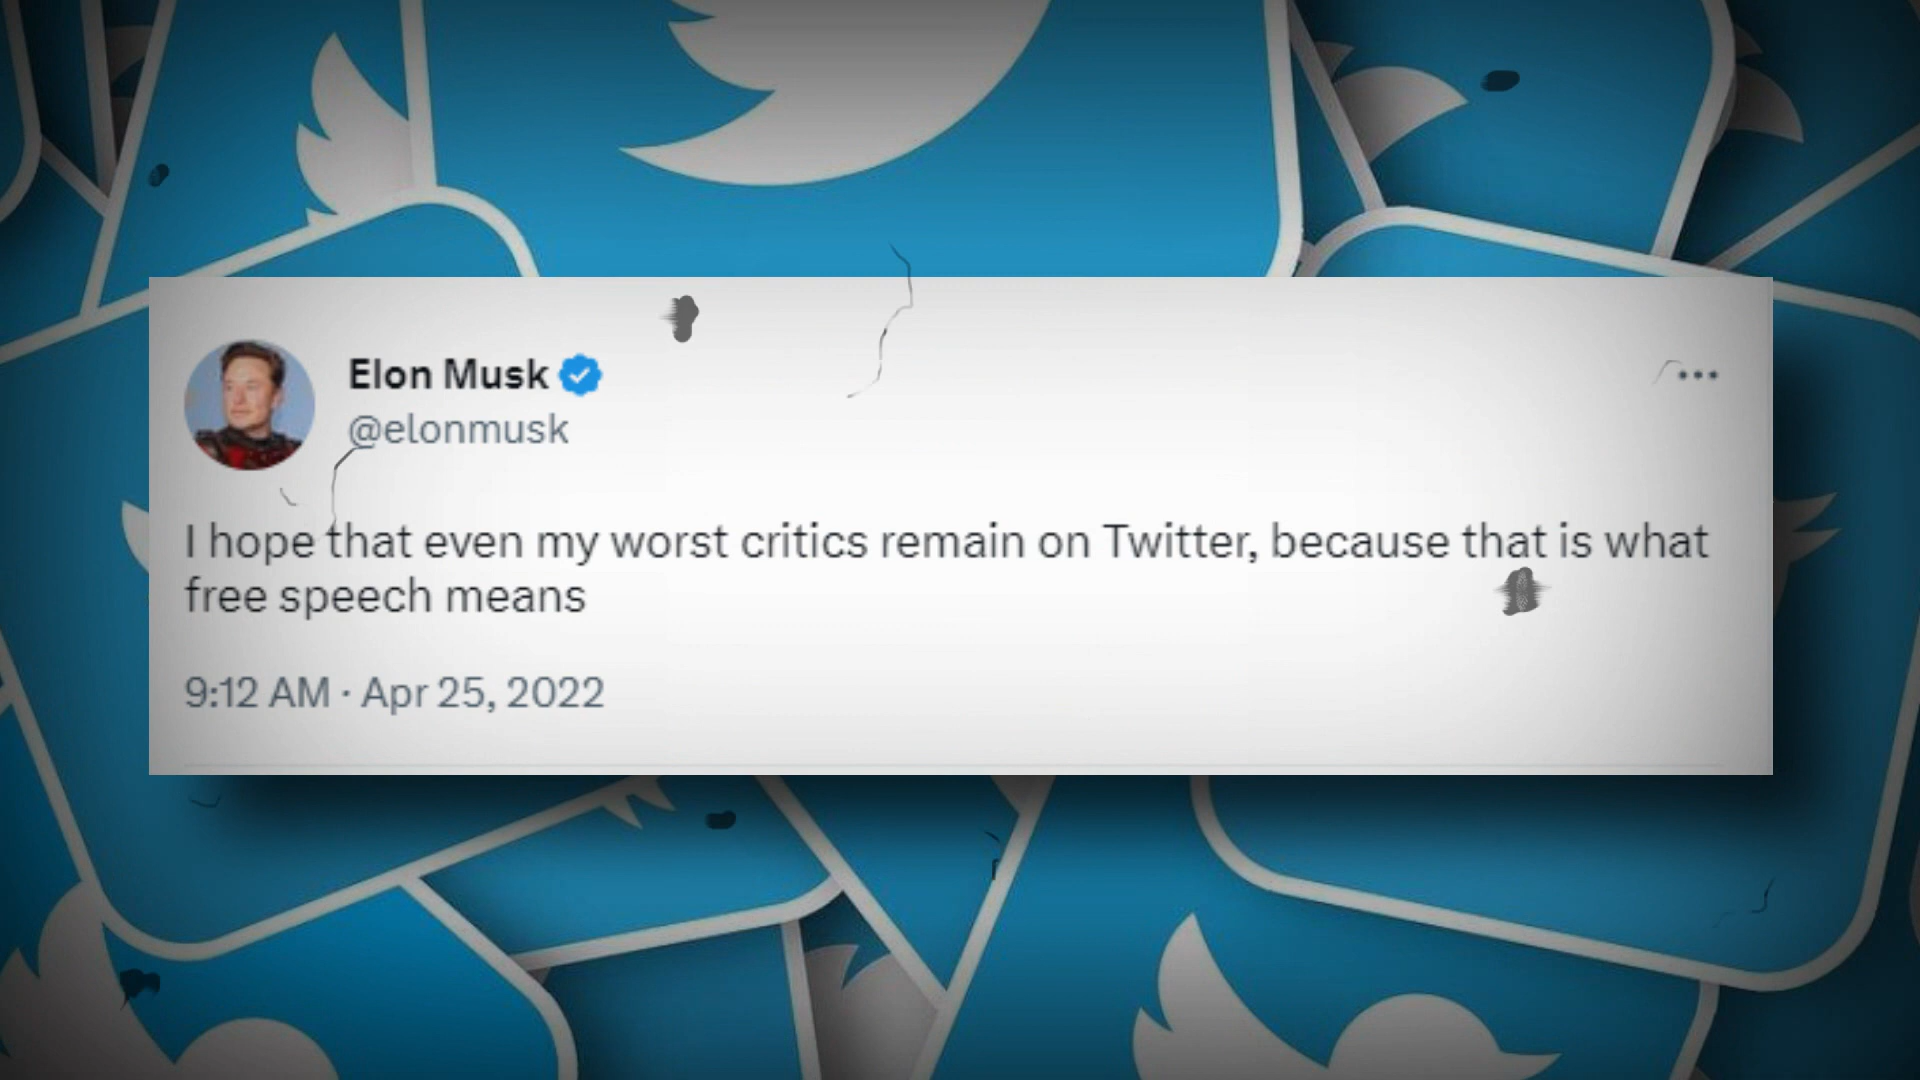 Elon Musk
@elonmusk
I hope that even my worst critics remain on Twitter, because that is what
free speech means
9:12 AM · Apr 25, 2022